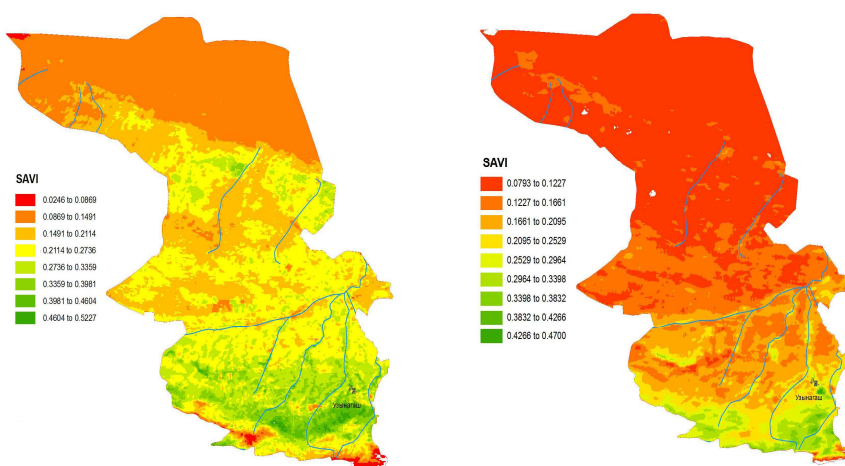 SAVI
0.0246 to 0.0869
0.0869 to 0.1491
0.1491 to 0.2114
0.2114 to 0.2736
0.2736 to 0.3359
0.3359 to 0.3981
0.3981 to 0.4604
0.4604 to 0.5227
Узынагаш
SAVI
0.0793 to 0.1227
0.1227 to 0.1661
0.1661 to 0.2095
0.2095 to 0.2529
0.2529 to 0.2964
0.2964 to 0.3398
0.3398 to 0.3832
0.3832 to 0.4266
0.4266 to 0.4700
Узынагаш